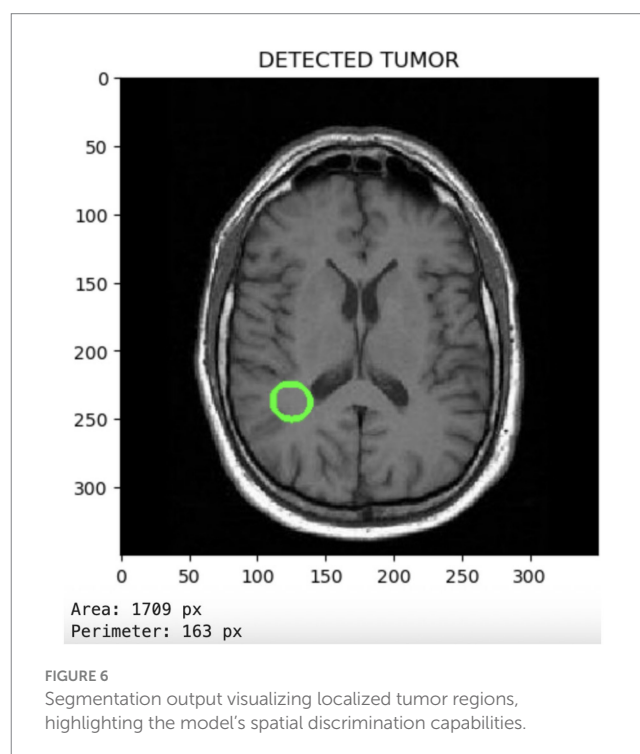 DETECTED TUMOR
0
50
100
150
200
250
300
0 50 100 150 200 250 300
Area: 1709 px
Perimeter: 163 px
FIGURE 6
Segmentation output visualizing localized tumor regions,
highlighting the model's spatial discrimination capabilities.